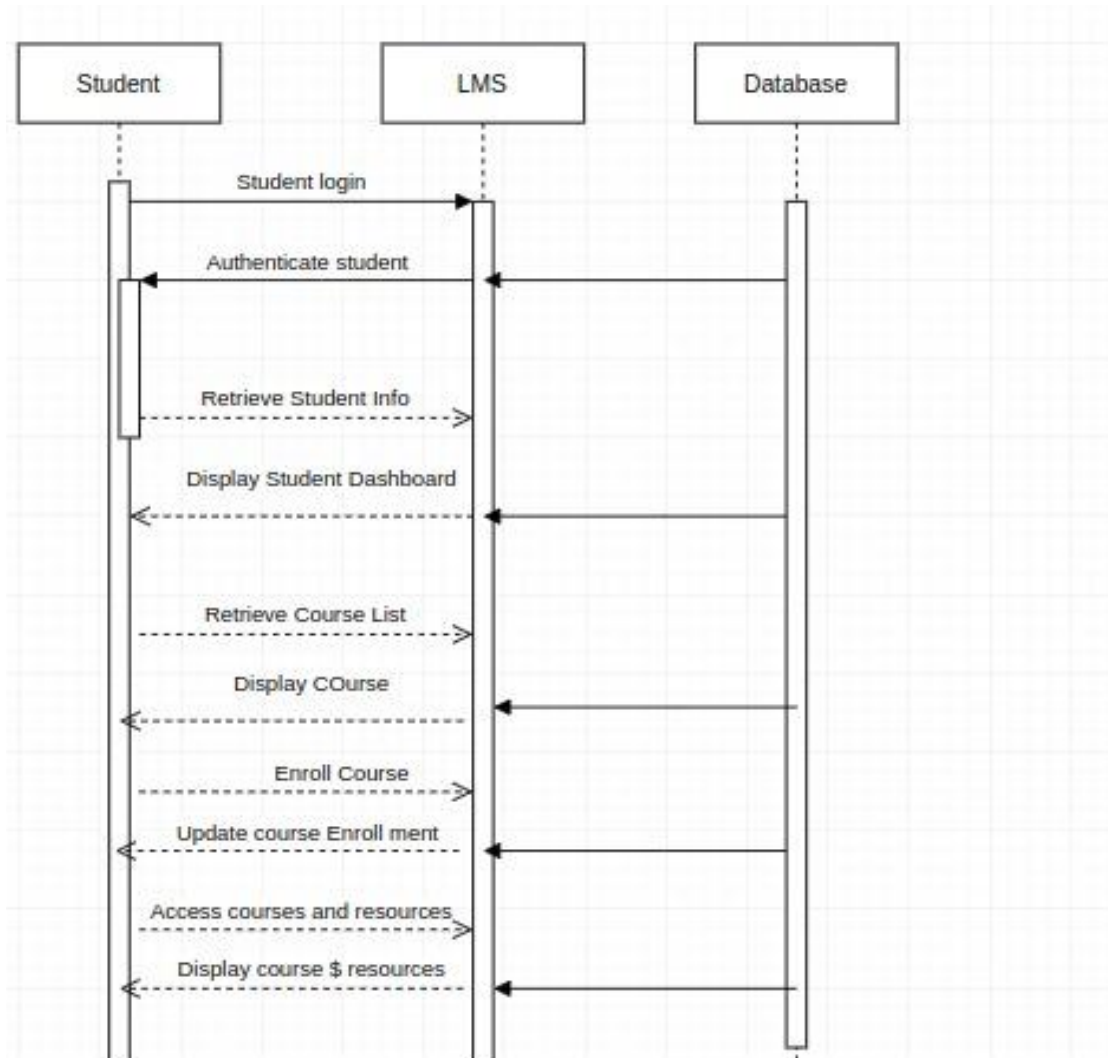 Student
LMS
Database
Student login
Authenticate student
Retrieve Student Info
Display Student Dashboard
Retrieve Course List
Display COurse
Enroll Course
Update course Enroll ment
Access courses and resources
Display course $ resources